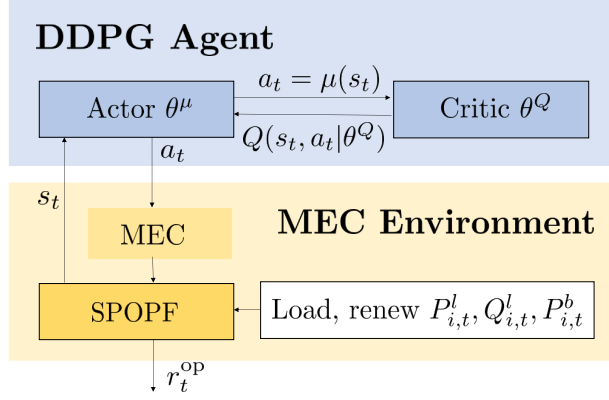 DDPG Agent
Actor θ^μ
a_t = μ(s_t)
Q(s_t, a_t|θ^Q)
Critic θ^Q
a_t
s_t
MEC
MEC Environment
SPOPF
Load, renew P^l_{i,t}, Q^l_{i,t}, P^b_{i,t}
r^op_t